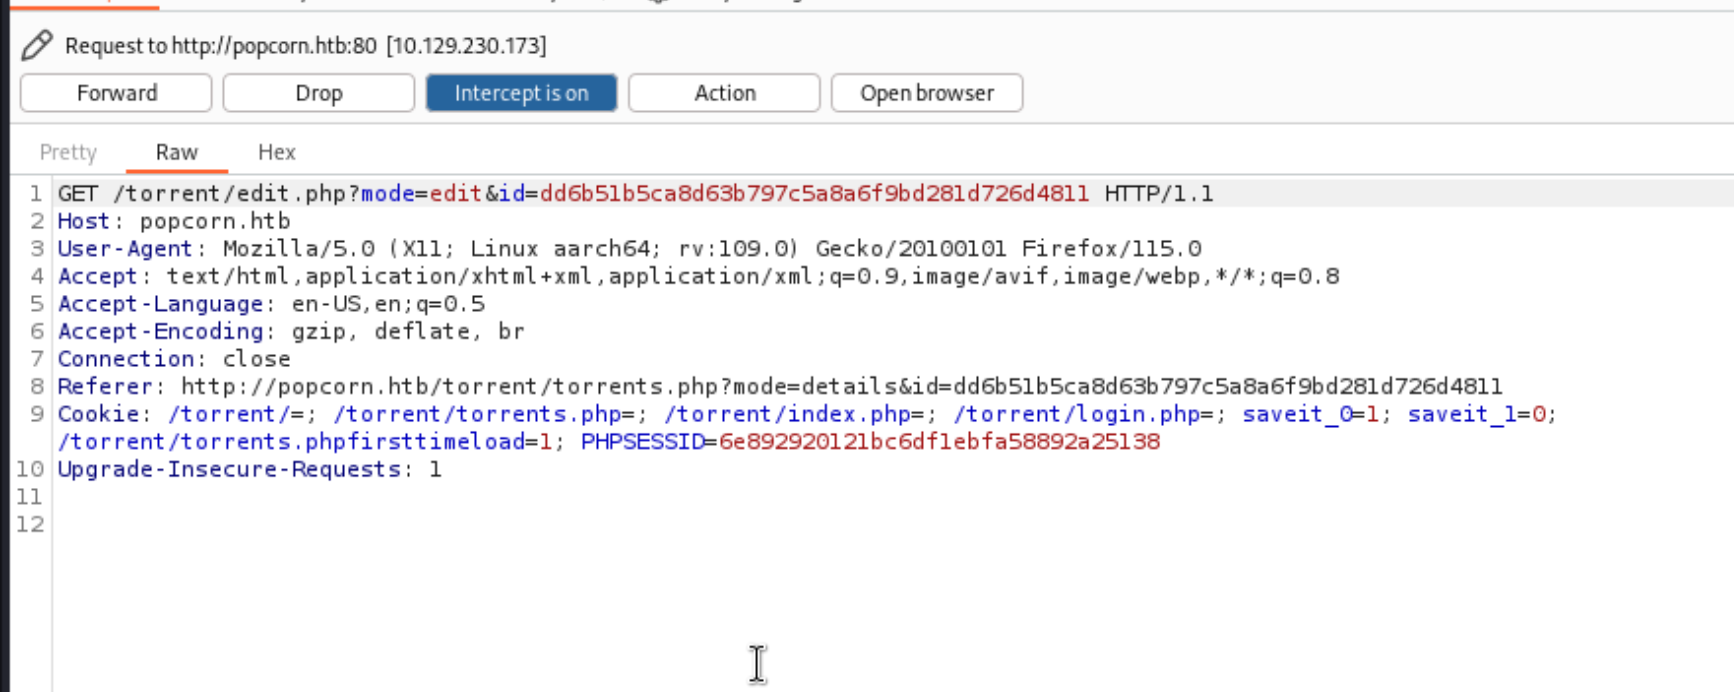 Request to http://popcorn.htb:80 [10.129.230.173]
Forward Drop Intercept is on Action Open browser
Pretty Raw Hex
1 GET /torrent/edit.php?mode=edit&id=dd6b51b5ca8d63b797c5a8a6f9bd281d726d4811 HTTP/1.1
2 Host: popcorn.htb
3 User-Agent: Mozilla/5.0 (X11; Linux aarch64; rv:109.0) Gecko/20100101 Firefox/115.0
4 Accept: text/html,application/xhtml+xml,application/xml;q=0.9,image/avif,image/webp,*/*;q=0.8
5 Accept-Language: en-US,en;q=0.5
6 Accept-Encoding: gzip, deflate, br
7 Connection: close
8 Referer: http://popcorn.htb/torrent/torrents.php?mode=details&id=dd6b51b5ca8d63b797c5a8a6f9bd281d726d4811
9 Cookie: /torrent/=; /torrent/torrents.php=; /torrent/index.php=; /torrent/login.php=; saveit_0=1; saveit_1=0;
/torrent/torrents.phpfirsttimeload=1; PHPSESSID=6e892920121bc6df1ebfa58892a25138
10 Upgrade-Insecure-Requests: 1
11
12